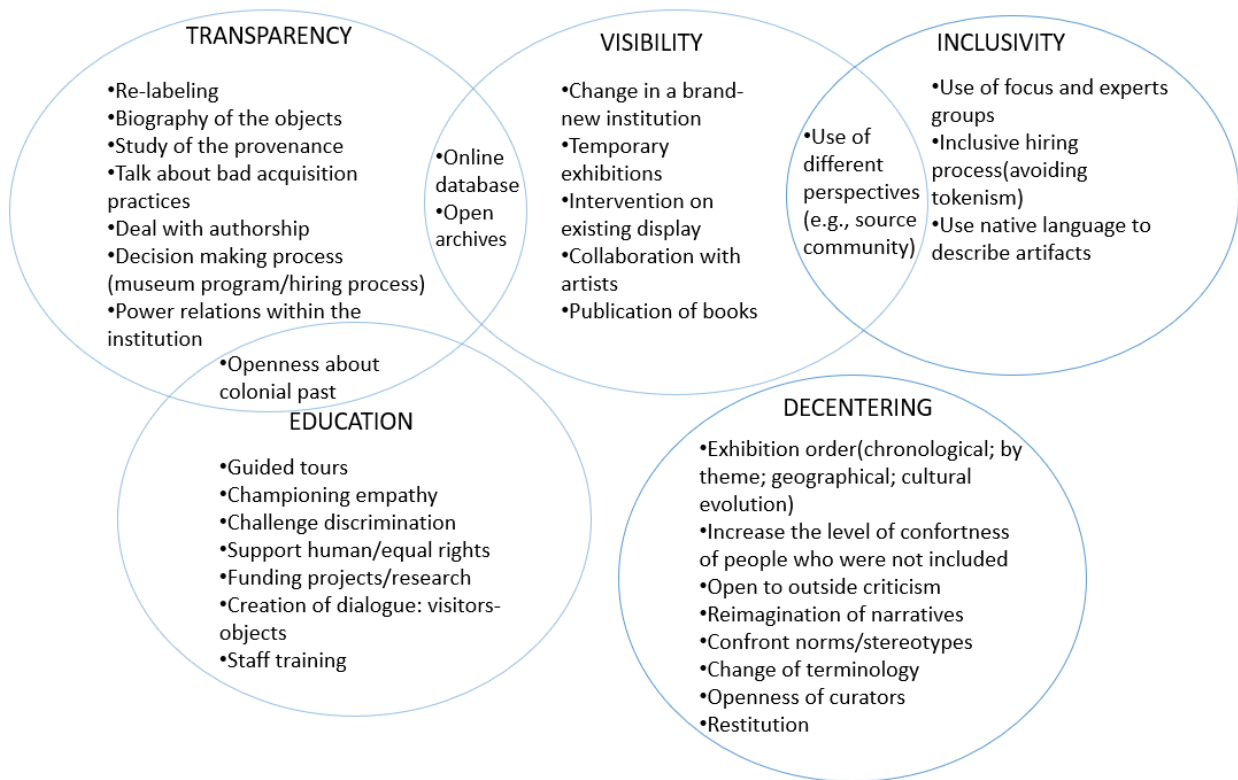 TRANSPARENCY
•Re-labeling
•Biography of the objects
•Study of the provenance
•Talk about bad acquisition
practices
•Deal with authorship
•Decision making process
(museum program/hiring process)
•Power relations within the
institution
•Online
database
•Open
archives
VISIBILITY
•Change in a brand-
new institution
•Temporary
exhibitions
•Intervention on
existing display
•Collaboration with
artists
•Publication of books
•Use of
different
perspectives
(e.g., source
community)
INCLUSIVITY
•Use of focus and experts
groups
•Inclusive hiring
process(avoiding
tokenism)
•Use native language to
describe artifacts
•Openness about
colonial past
EDUCATION
•Guided tours
•Championing empathy
•Challenge discrimination
•Support human/equal rights
•Funding projects/research
•Creation of dialogue: visitors-
objects
•Staff training
DECENTERING
•Exhibition order(chronological; by
theme; geographical; cultural
evolution)
•Increase the level of confortness
of people who were not included
•Open to outside criticism
•Reimagination of narratives
•Confront norms/stereotypes
•Change of terminology
•Openness of curators
•Restitution